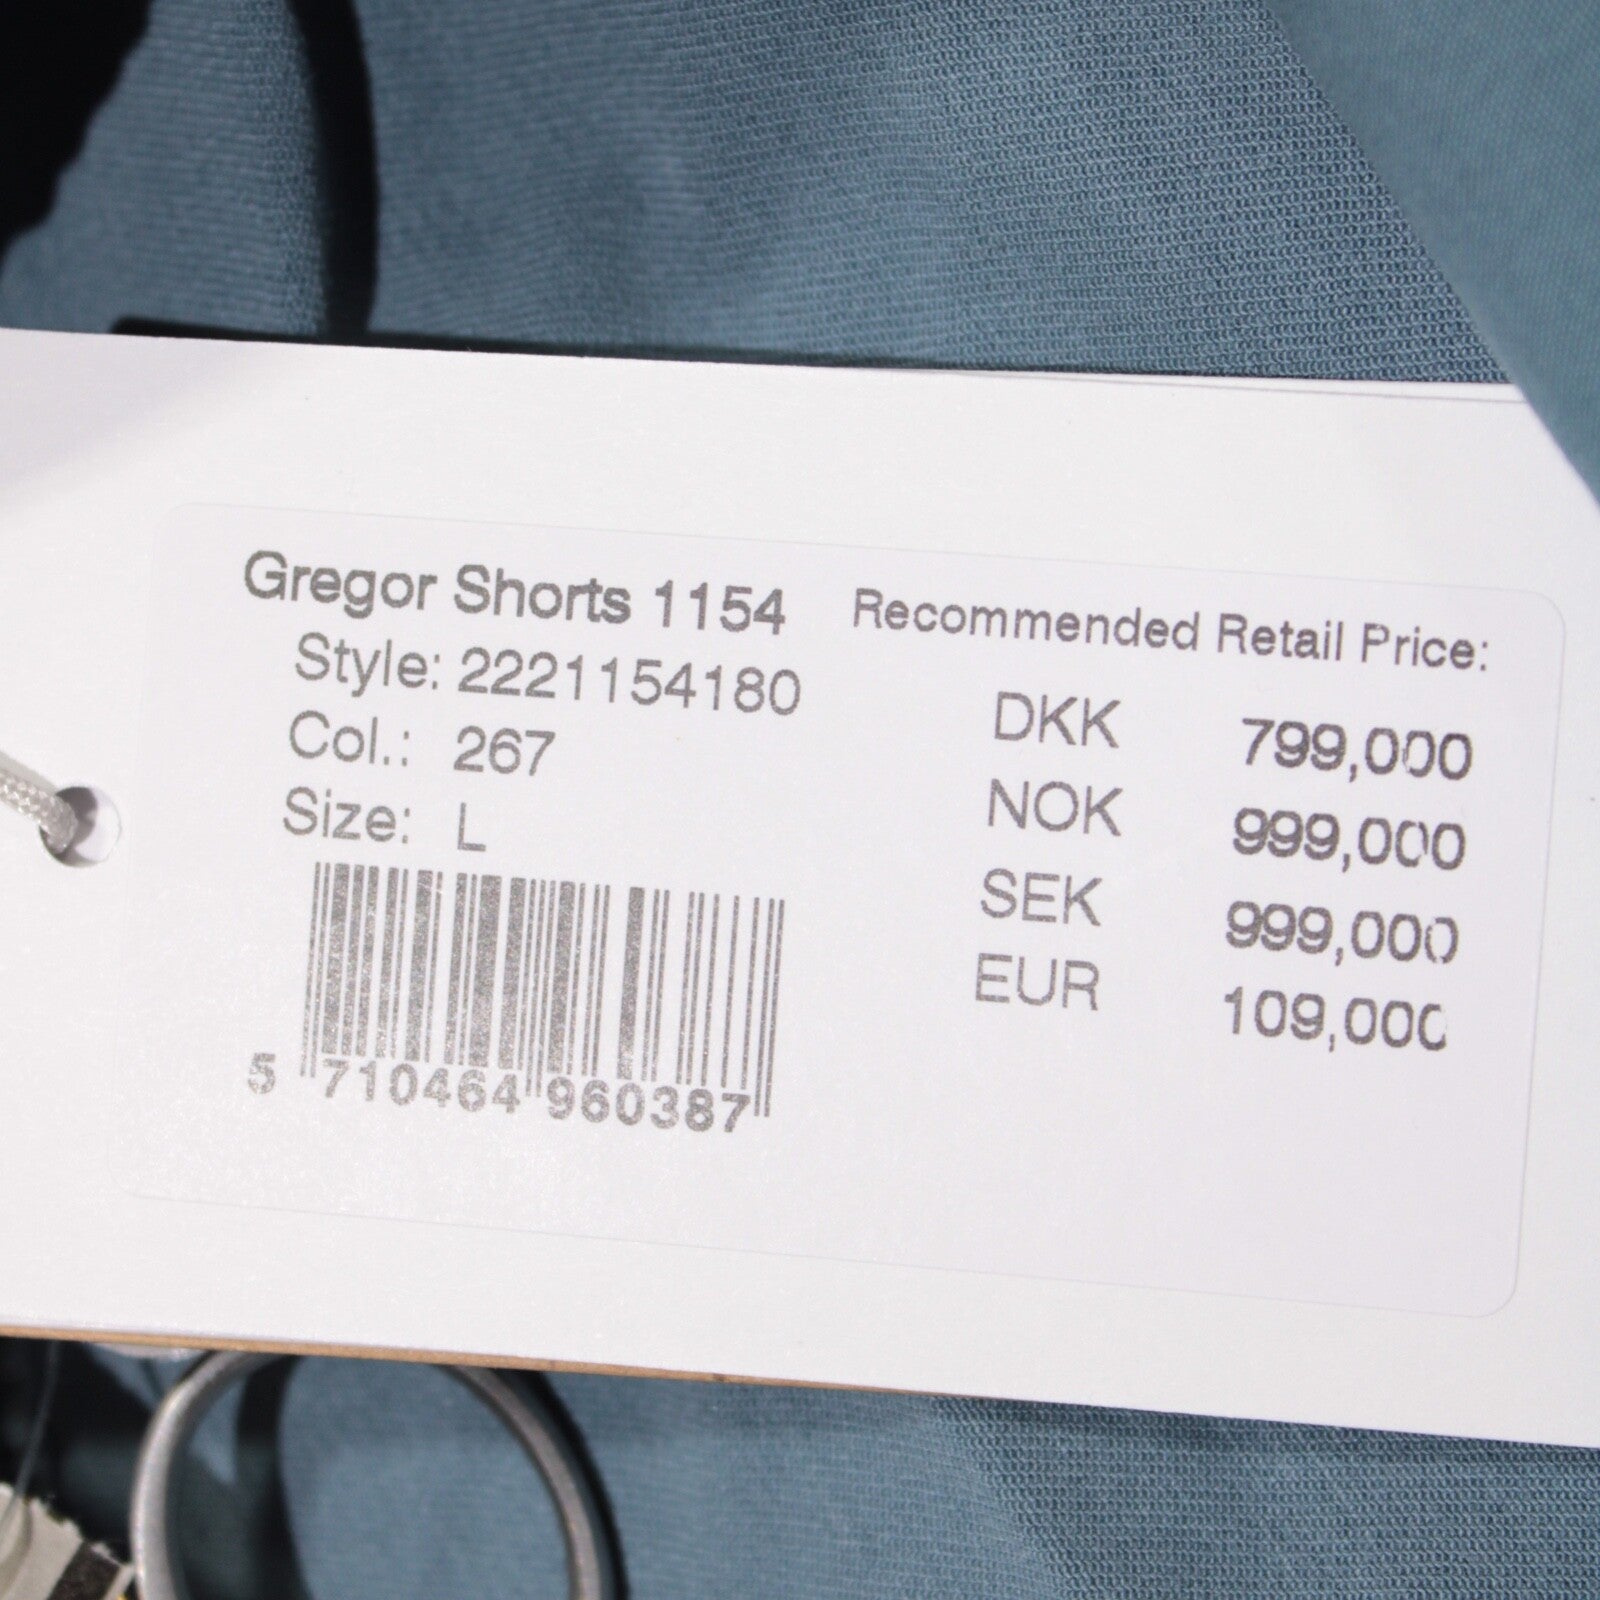 Gregor Shorts 1154
Style: 2221154180
Col.: 267
Size: L
5 710464 960387
Recommended Retail Price:
DKK 799,000
NOK 999,000
SEK 999,000
EUR 109,000